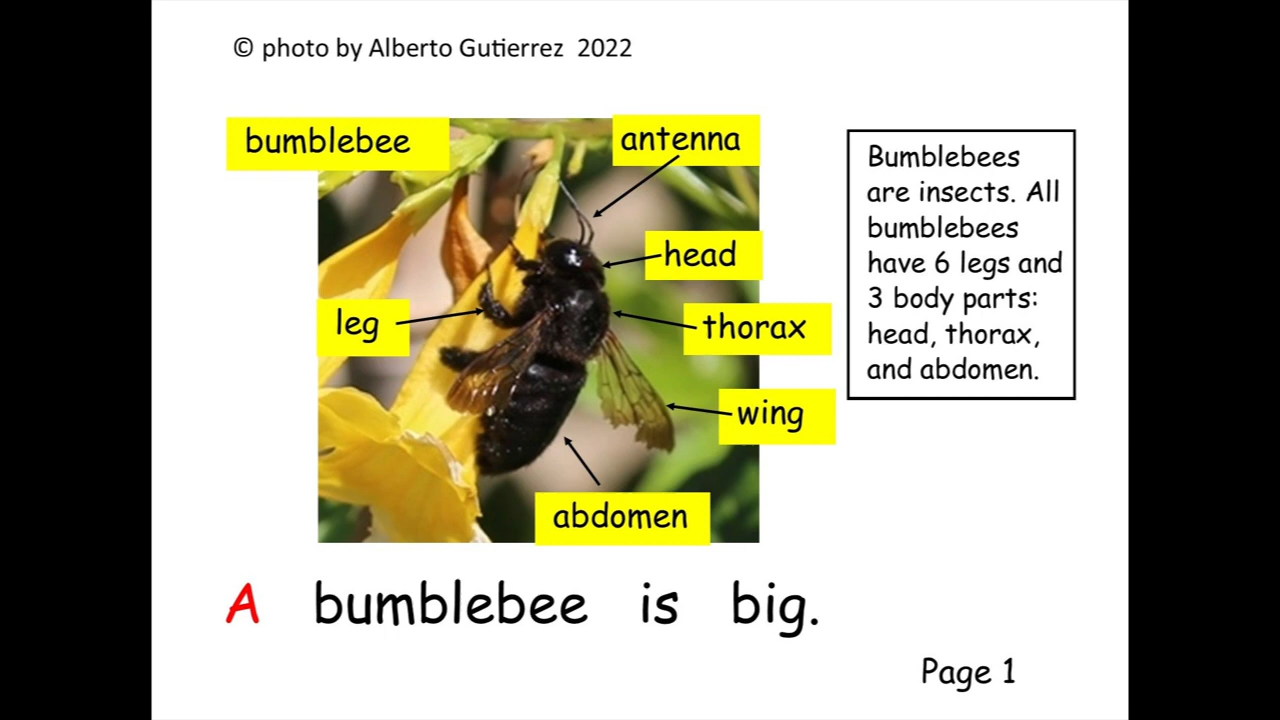 © photo by Alberto Gutierrez 2022
bumblebee
antenna
head
leg
thorax
wing
abdomen
Bumblebees
are insects. All
bumblebees
have 6 legs and
3 body parts:
head, thorax,
and abdomen.
A bumblebee is big.
Page 1